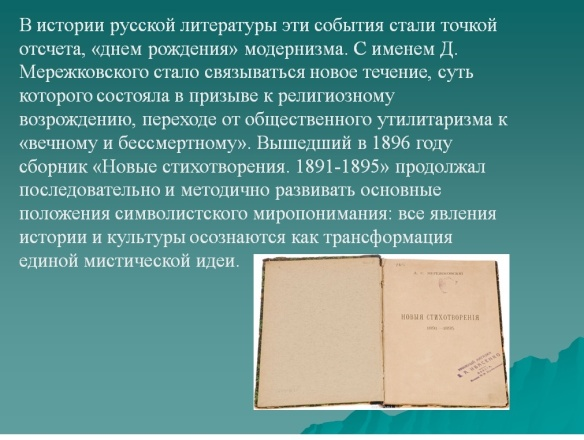 В истории русской литературы эти события стали точкой
отсчета, «днем рождения» модернизма. С именем Д.
Мережковского стало связываться новое течение, суть
которого состояла в призыве к религиозному
возрождению, переходе от общественного утилитаризма к
«вечному и бессмертному». Вышедший в 1896 году
сборник «Новые стихотворения. 1891-1895» продолжал
последовательно и методично развивать основные
положения символистского миропонимания: все явления
истории и культуры осознаются как трансформация
единой мистической идеи.
НОВЫЯ СТИХОТВОРЕНІЯ